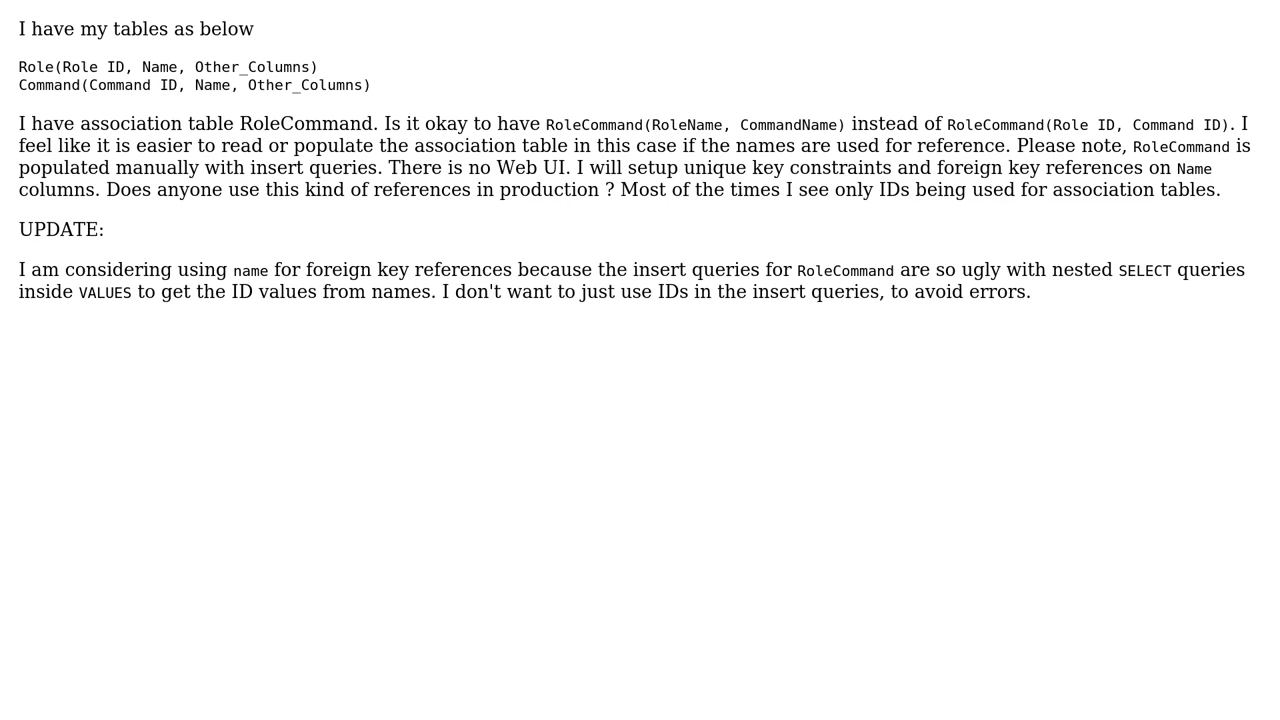 I have my tables as below
Role(Role ID, Name, Other_Columns)
Command(Command ID, Name, Other_Columns)
I have association table RoleCommand. Is it okay to have RoleCommand(RoleName, CommandName) instead of RoleCommand(Role ID, Command ID). I
feel like it is easier to read or populate the association table in this case if the names are used for reference. Please note, RoleCommand is
populated manually with insert queries. There is no Web UI. I will setup unique key constraints and foreign key references on Name
columns. Does anyone use this kind of references in production ? Most of the times I see only IDs being used for association tables.
UPDATE:
I am considering using name for foreign key references because the insert queries for RoleCommand are so ugly with nested SELECT queries
inside VALUES to get the ID values from names. I don't want to just use IDs in the insert queries, to avoid errors.